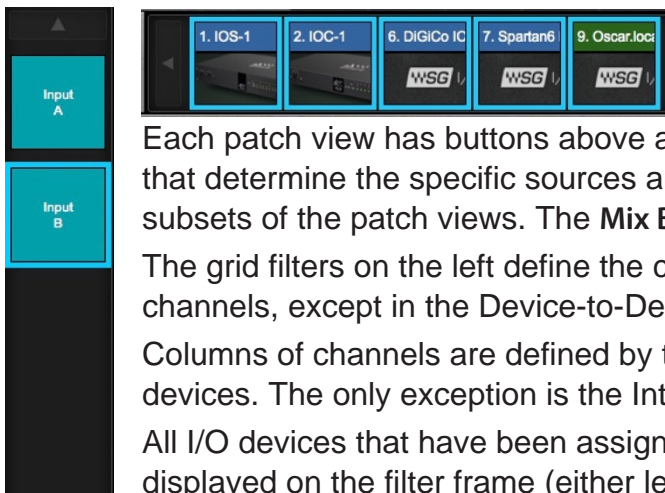 1. IOS-1
2. IOC-1
6. DiGiCo IO
7. Spartan6
9. Oscar.loca
WSG I/
WSG I/
WSG I/
Input
A
Input
B
Each patch view has buttons above a
that determine the specific sources a
subsets of the patch views. The Mix B
The grid filters on the left define the c
channels, except in the Device-to-De
Columns of channels are defined by t
devices. The only exception is the Int
All I/O devices that have been assign
displayed on the filter frame (either le